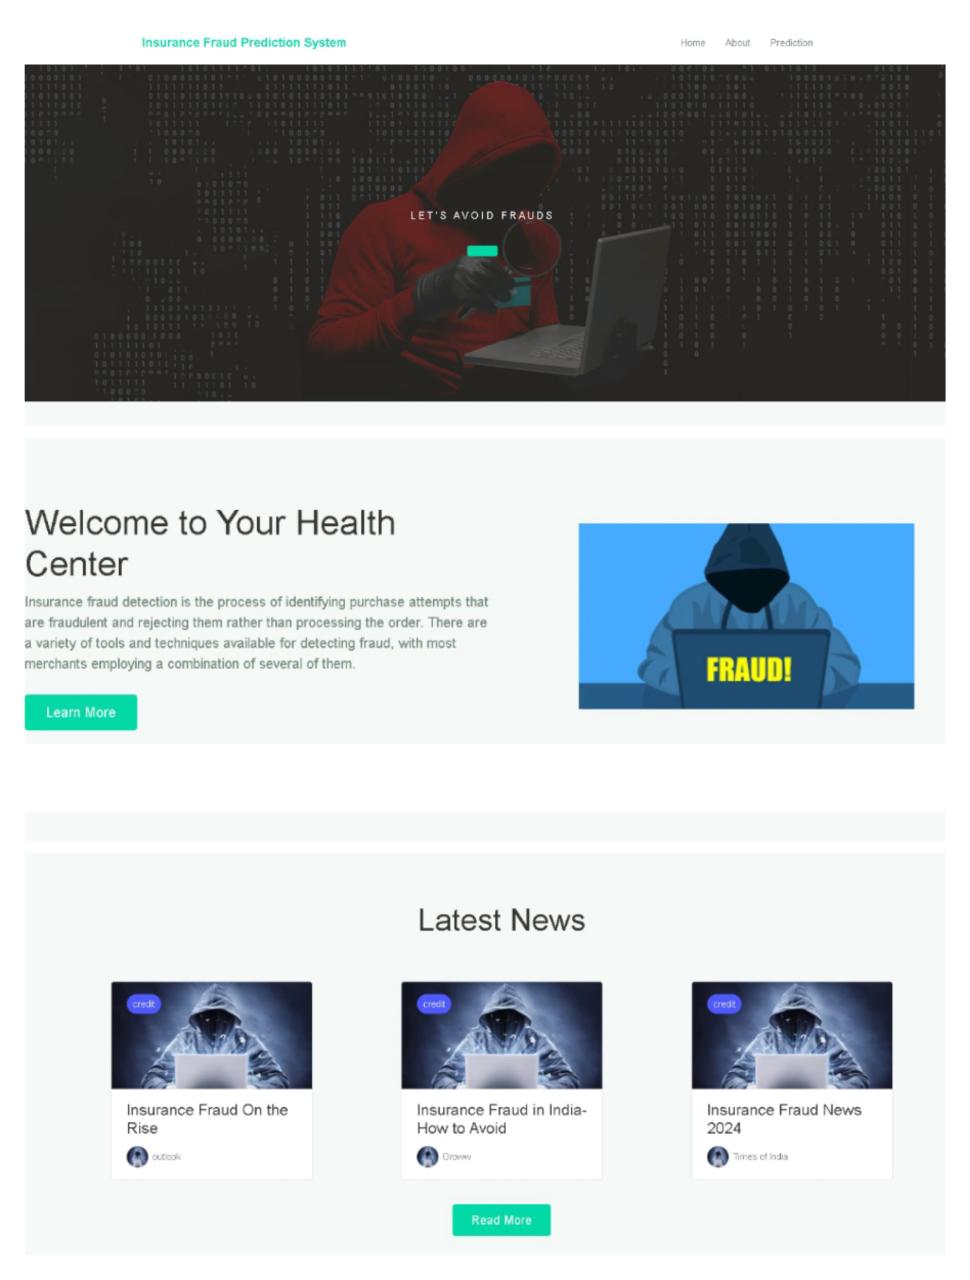 Insurance Fraud Prediction System
Home About Prediction
LET'S AVOID FRAUDS
Welcome to Your Health
Center
Insurance fraud detection is the process of identifying purchase attempts that
are fraudulent and rejecting them rather than processing the order. There are
a variety of tools and techniques available for detecting fraud, with most
merchants employing a combination of several of them.
Learn More
FRAUD!
Latest News
credit
Insurance Fraud On the
Rise
outlook
credit
Insurance Fraud in India-
How to Avoid
credit
Insurance Fraud News
2024
Times of India
Read More